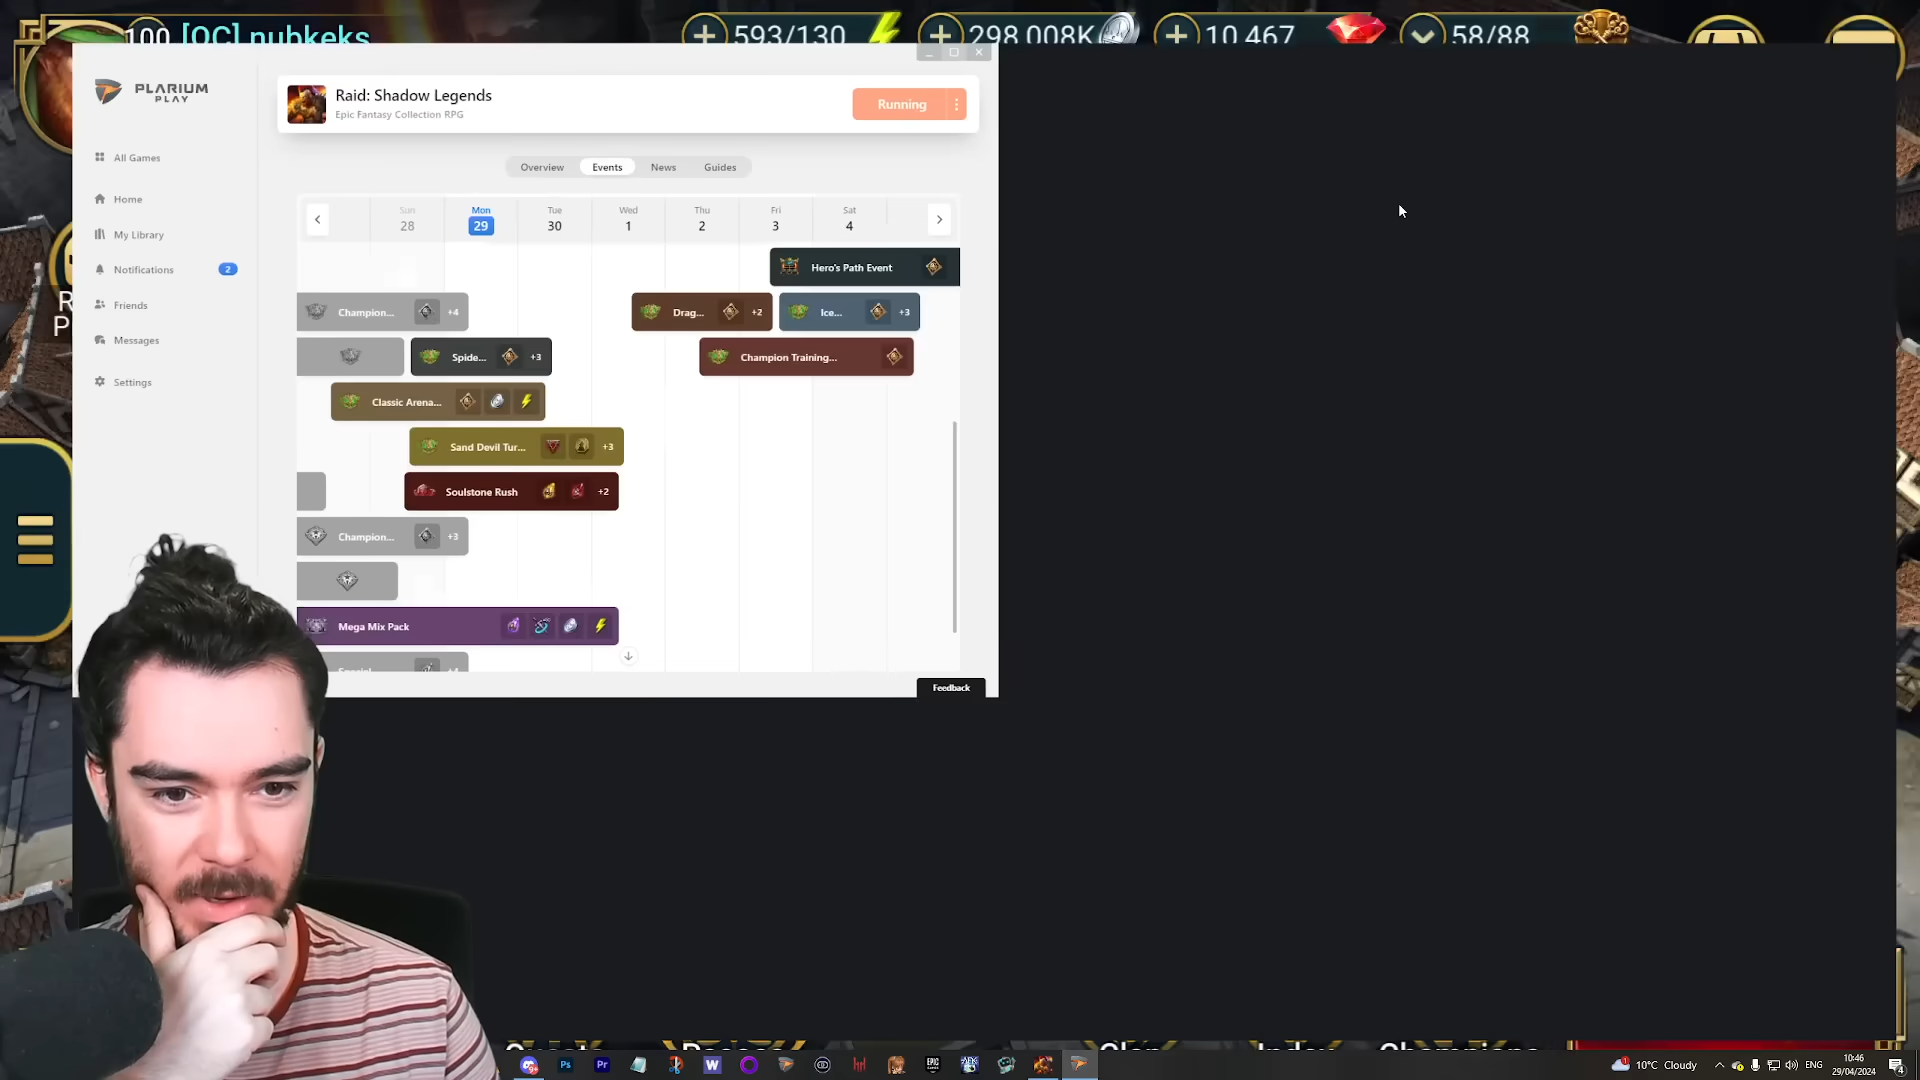 100 [OC] nubkeks
593/130
298 008K
10 467
58/88
PLARIUM
PLAY
Raid: Shadow Legends
Epic Fantasy Collection RPG
Running
All Games
Home
My Library
Notifications 2
Friends
Messages
Settings
Overview Events News Guides
Sun Mon Tue Wed Thu Fri Sat
28 29 30 1 2 3 4
Hero's Path Event
Champion... +4
Drag... +2
Ice... +3
Spide... +3
Champion Training...
Classic Arena...
Sand Devil Tur... +3
Soulstone Rush +2
Champion... +3
Mega Mix Pack
Feedback
R
P
Clan
Index
Champions
10°C Cloudy
ENG
10:46
29/04/2024
4